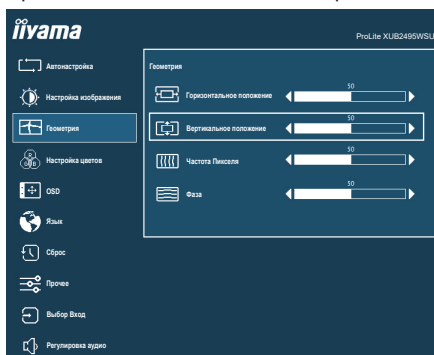 iiyama
ProLite XUB2495WSU
Автонастройка
Настройка изображения
Геометрия
Настройка цветов
R
G B
OSD
Язык
Сброс
Прочее
Выбор Вход
Регулировка аудио
Геометрия
Горизонтальное положение
50
Вертикальное положение
50
Частота Пикселя
50
Фаза
50